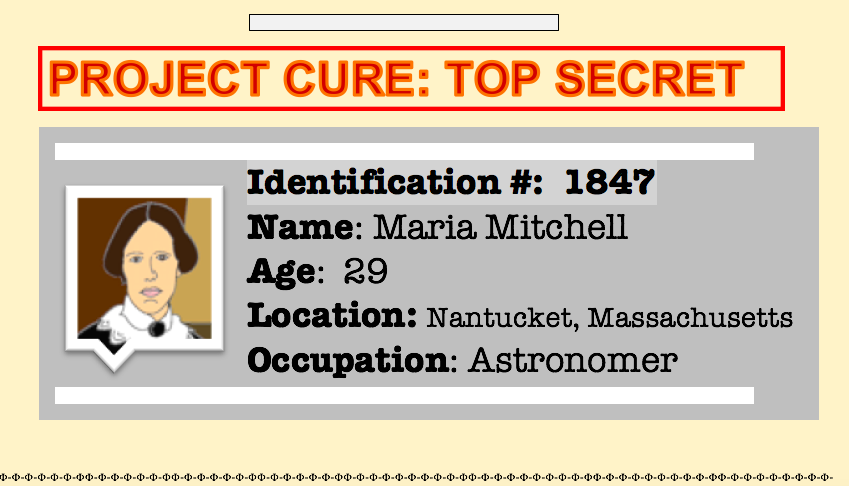 PROJECT CURE: TOP SECRET
Identification #: 1847
Name: Maria Mitchell
Age: 29
Location: Nantucket, Massachusetts
Occupation: Astronomer